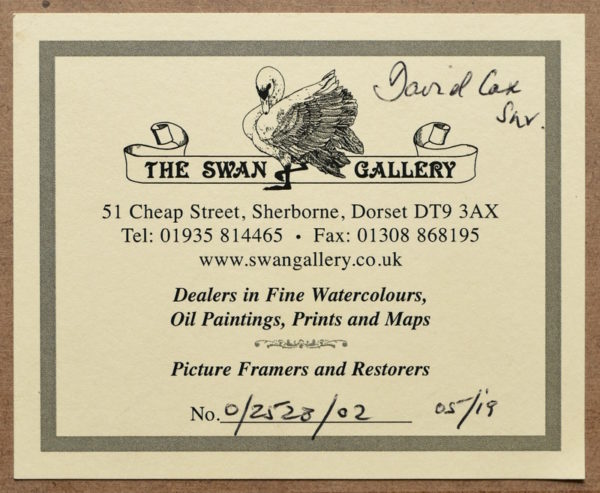 David Cox
Snr.
THE SWAN GALLERY
51 Cheap Street, Sherborne, Dorset DT9 3AX
Tel: 01935 814465 • Fax: 01308 868195
www.swangallery.co.uk
Dealers in Fine Watercolours,
Oil Paintings, Prints and Maps
Picture Framers and Restorers
No. 0/2528/02 05/19